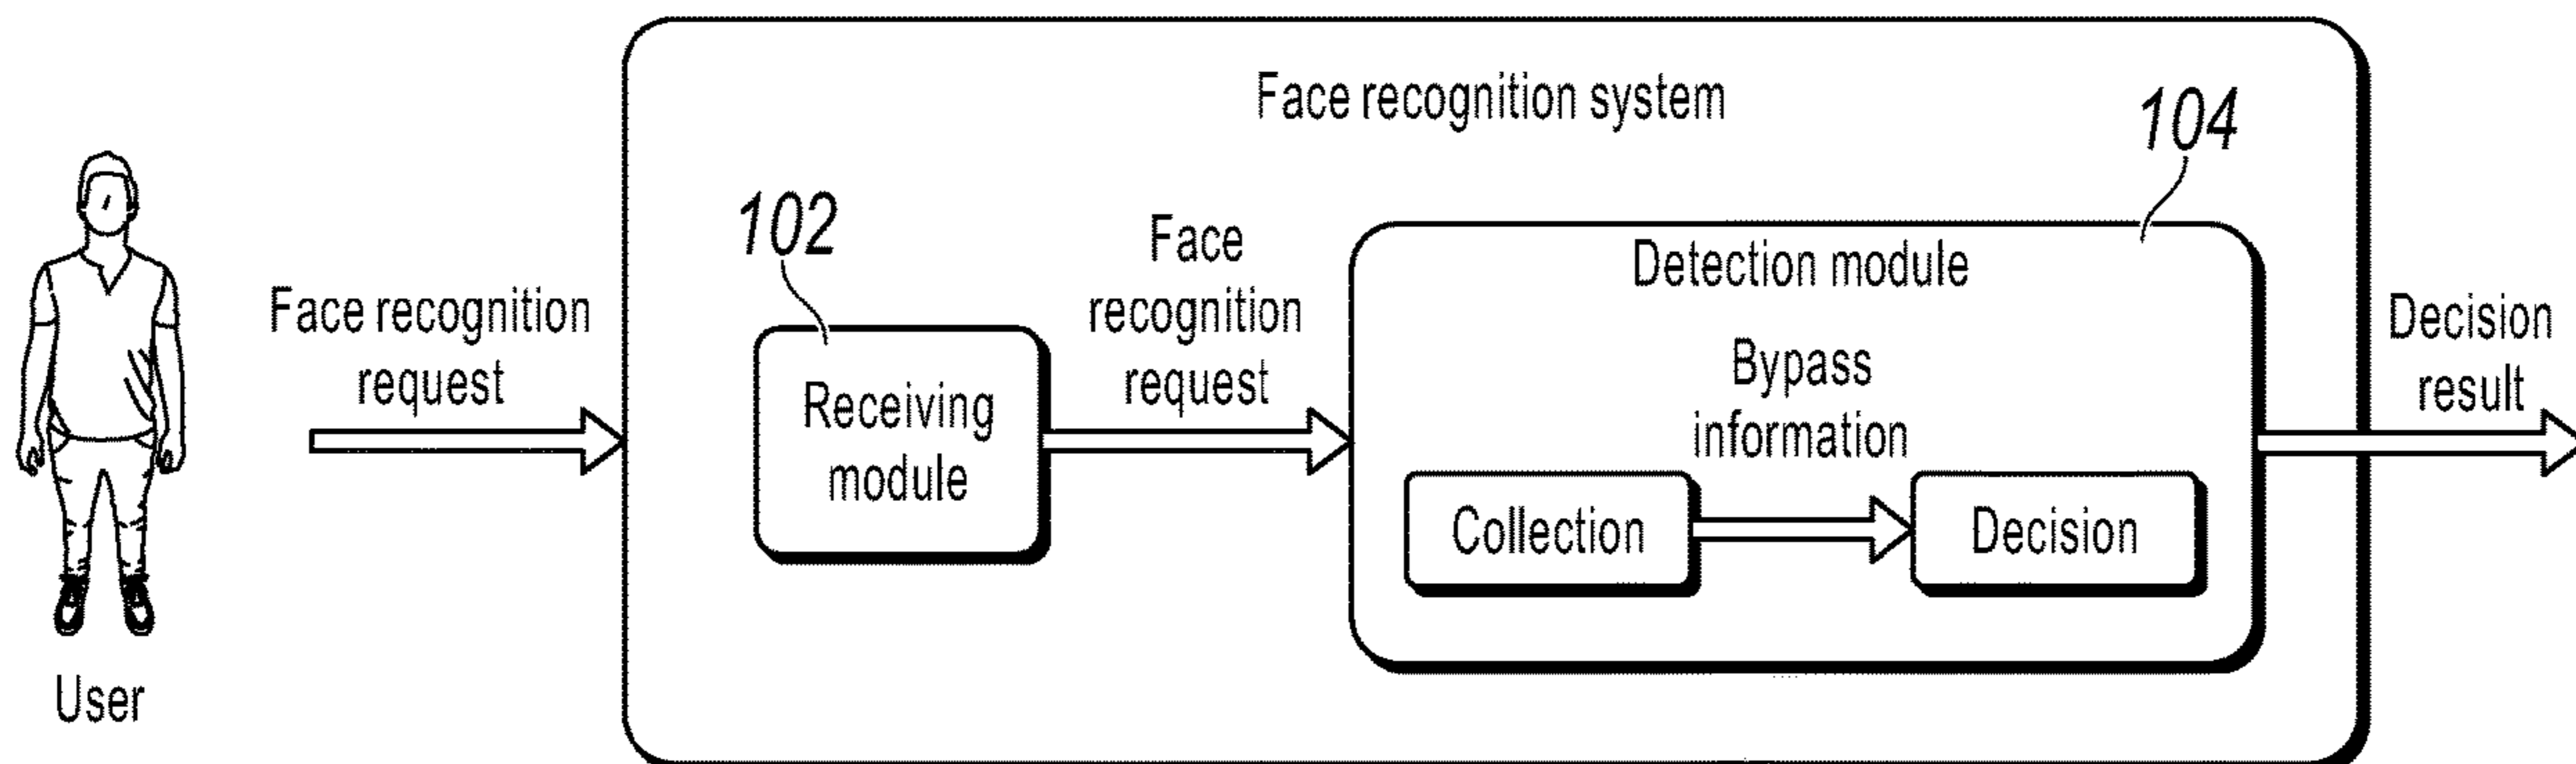 Face recognition system
104
102
Face
recognition
request
Detection module
Face recognition
request
Decision
result
Bypass
information
Receiving
module
Collection
Decision
User